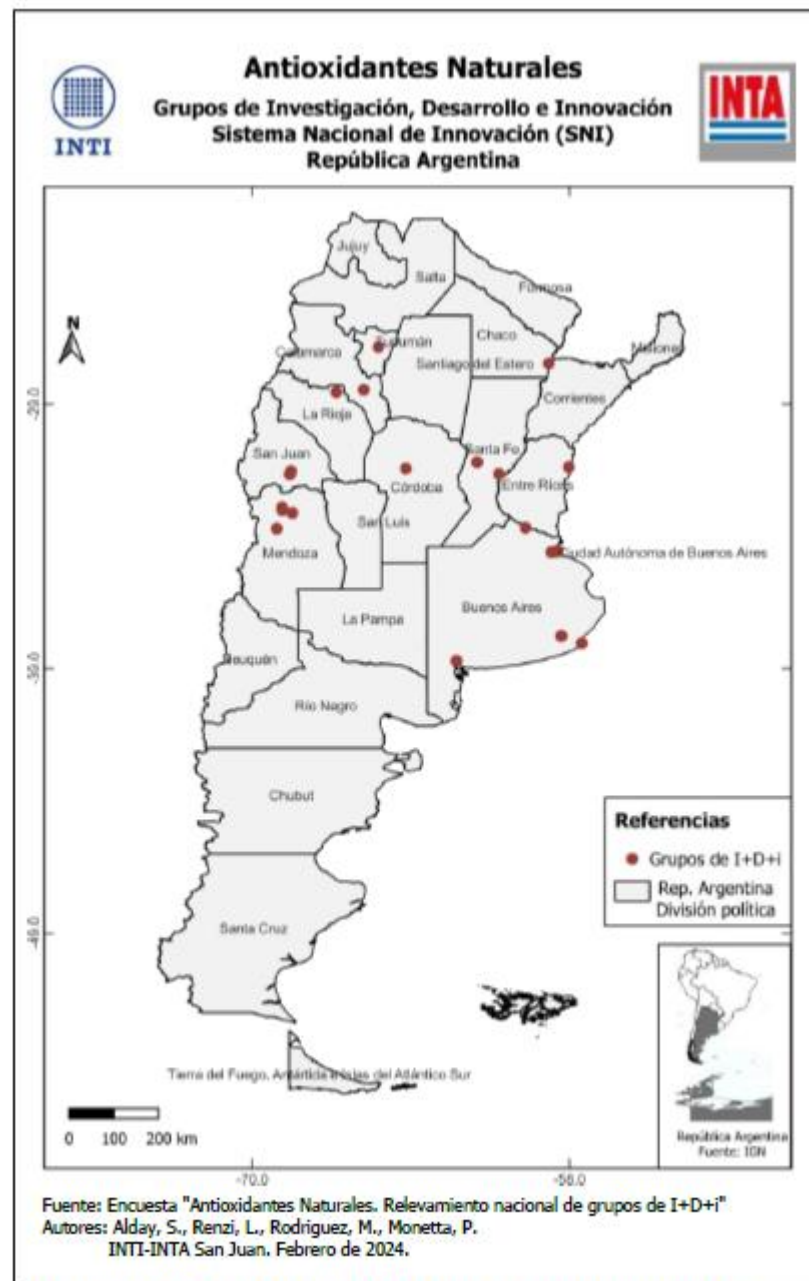 Antioxidantes Naturales
Grupos de Investigación, Desarrollo e Innovación
Sistema Nacional de Innovación (SNI)
República Argentina
INTI
INTA
Jujuy
Salta
Formosa
Chaco
Misiones
Tucumán
Catamarca
Santiago del Estero
Corrientes
La Rioja
San Juan
Santa Fe
Córdoba
Entre Ríos
San Luis
Mendoza
Ciudad Autónoma de Buenos Aires
Buenos Aires
La Pampa
Neuquén
Río Negro
Chubut
Santa Cruz
Tierra del Fuego, Antártida e Islas del Atlántico Sur
N
-29.0
-39.0
-49.0
-70.0
-56.0
0 100 200 km
Referencias
Grupos de I+D+i
Rep. Argentina
División política
República Argentina
Fuente: IGN
Fuente: Encuesta "Antioxidantes Naturales. Relevamiento nacional de grupos de I+D+i"
Autores: Alday, S., Renzi, L., Rodriguez, M., Monetta, P.
INTI-INTA San Juan. Febrero de 2024.